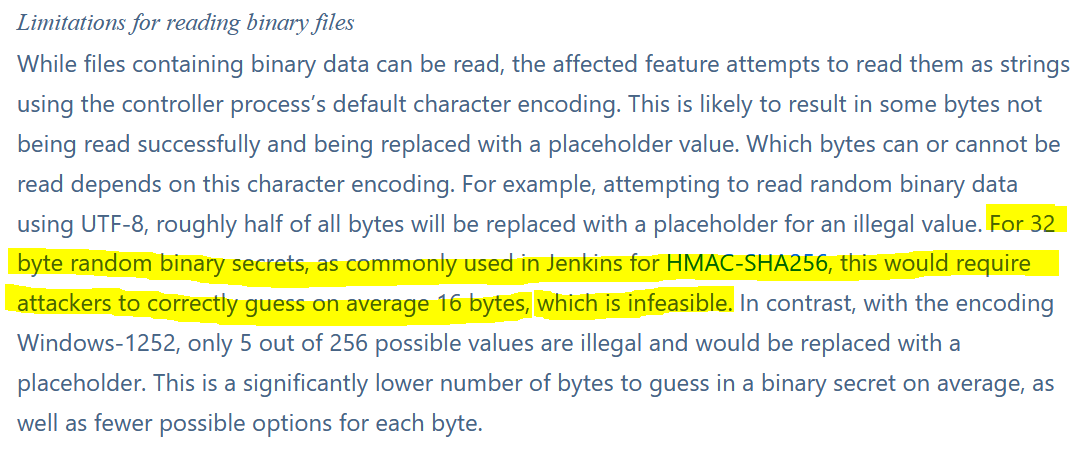 Limitations for reading binary files
While files containing binary data can be read, the affected feature attempts to read them as strings
using the controller process’s default character encoding. This is likely to result in some bytes not
being read successfully and being replaced with a placeholder value. Which bytes can or cannot be
read depends on this character encoding. For example, attempting to read random binary data
using UTF-8, roughly half of all bytes will be replaced with a placeholder for an illegal value. For 32
byte random binary secrets, as commonly used in Jenkins for HMAC-SHA256, this would require
attackers to correctly guess on average 16 bytes, which is infeasible. In contrast, with the encoding
Windows-1252, only 5 out of 256 possible values are illegal and would be replaced with a
placeholder. This is a significantly lower number of bytes to guess in a binary secret on average, as
well as fewer possible options for each byte.